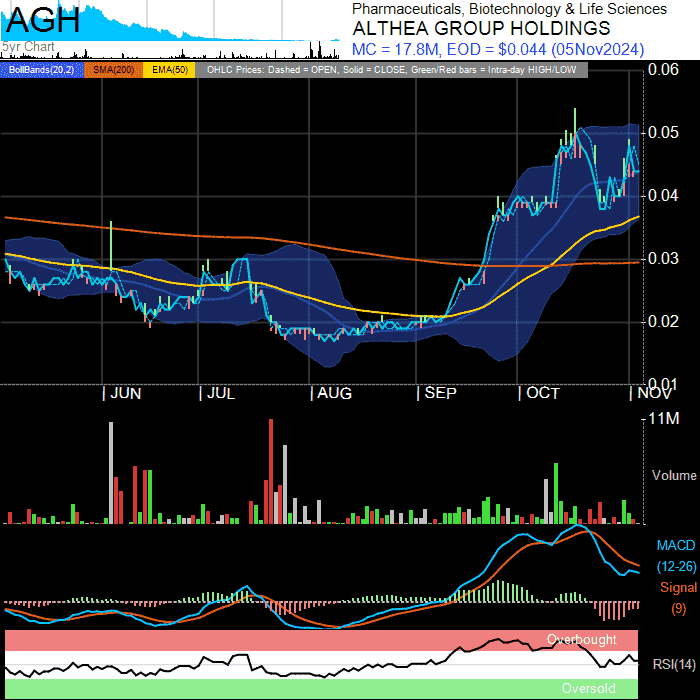 AGH
Pharmaceuticals, Biotechnology & Life Sciences
ALTHEA GROUP HOLDINGS
MC = 17.8M, EOD = $0.044 (05Nov2024)
5yr Chart
BollBands(20,2) SMA(200) EMA(50) OHLC Prices: Dashed = OPEN, Solid = CLOSE, Green/Red bars = Intra-day HIGH/LOW
0.06
0.05
0.04
0.03
0.02
0.01
JUN JUL AUG SEP OCT NOV
11M
Volume
MACD
(12-26)
Signal
(9)
Overbought
RSI(14)
Oversold